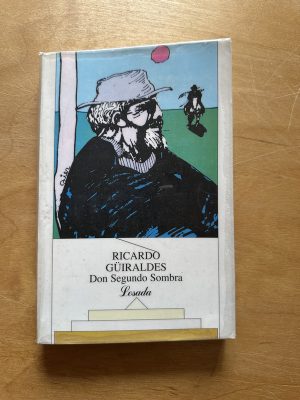 RICARDO
GÜIRALDES
Don Segundo Sombra
Losada